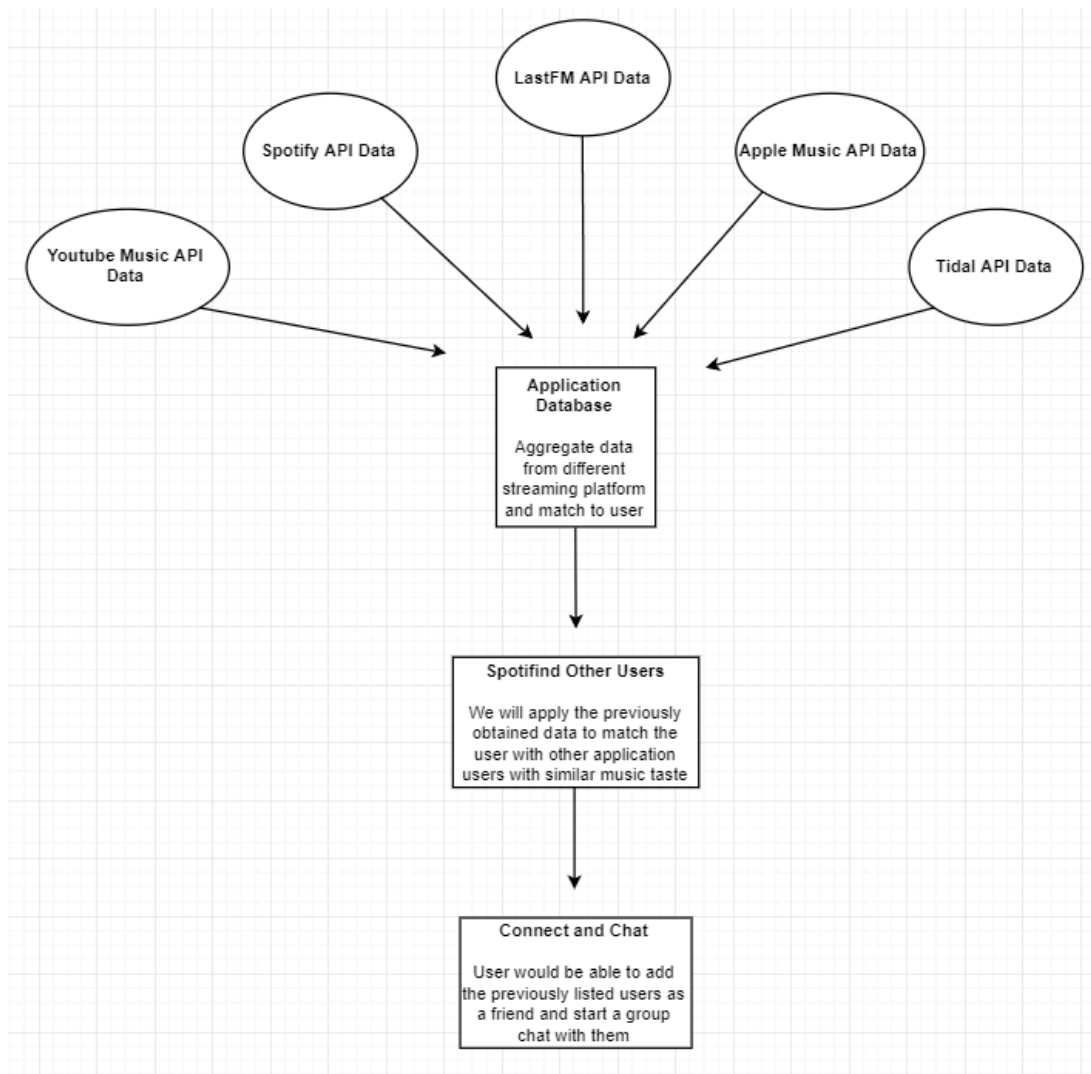 LastFM API Data
Spotify API Data
Apple Music API Data
Youtube Music API
Data
Tidal API Data
Application
Database
Aggregate data
from different
streaming platform
and match to user
Spotifind Other Users
We will apply the previously
obtained data to match the
user with other application
users with similar music taste
Connect and Chat
User would be able to add
the previously listed users as
a friend and start a group
chat with them